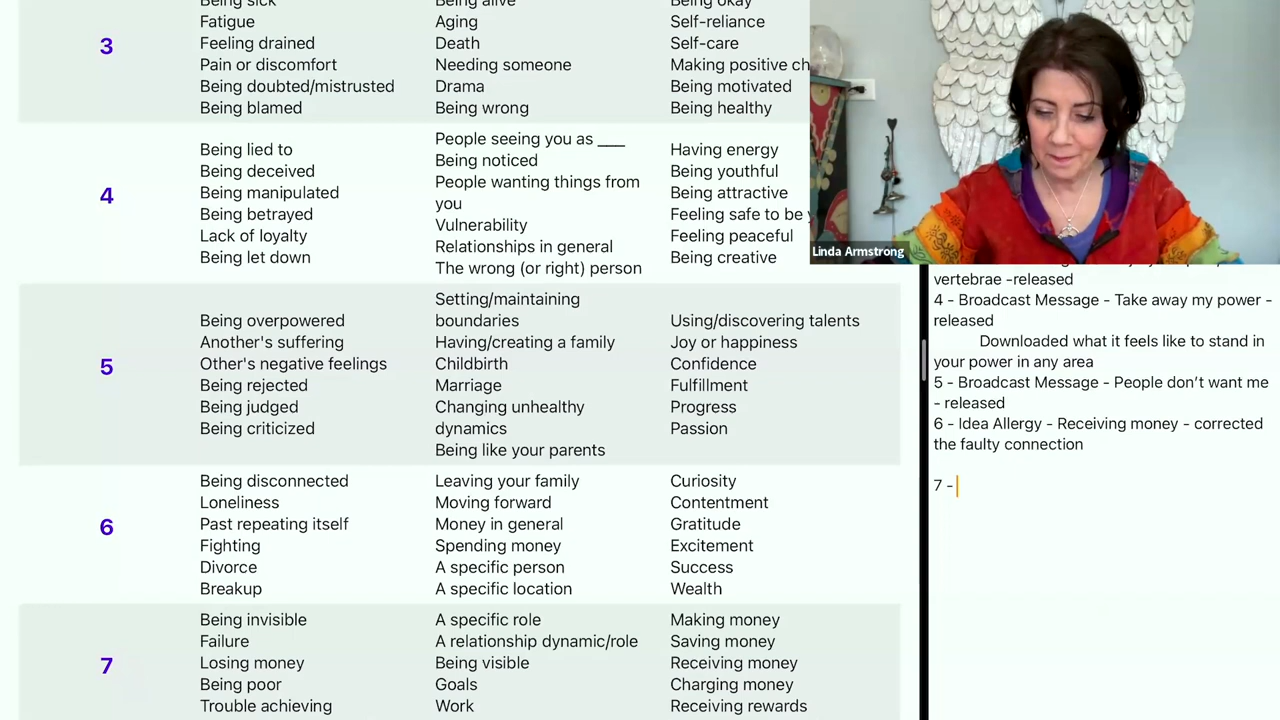 Being sick
Being alive
Being okay
3
Fatigue
Feeling drained
Pain or discomfort
Being doubted/mistrusted
Being blamed
Aging
Death
Needing someone
Drama
Being wrong
Self-reliance
Self-care
Making positive ch
Being motivated
Being healthy
4
Being lied to
Being deceived
Being manipulated
Being betrayed
Lack of loyalty
Being let down
People seeing you as ___
Being noticed
People wanting things from
you
Vulnerability
Relationships in general
The wrong (or right) person
Having energy
Being youthful
Being attractive
Feeling safe to be y
Feeling peaceful
Being creative
5
Being overpowered
Another's suffering
Other's negative feelings
Being rejected
Being judged
Being criticized
Setting/maintaining
boundaries
Having/creating a family
Childbirth
Marriage
Changing unhealthy
dynamics
Being like your parents
Using/discovering talents
Joy or happiness
Confidence
Fulfillment
Progress
Passion
6
Being disconnected
Loneliness
Past repeating itself
Fighting
Divorce
Breakup
Leaving your family
Moving forward
Money in general
Spending money
A specific person
A specific location
Curiosity
Contentment
Gratitude
Excitement
Success
Wealth
7
Being invisible
Failure
Losing money
Being poor
Trouble achieving
A specific role
A relationship dynamic/role
Being visible
Goals
Work
Making money
Saving money
Receiving money
Charging money
Receiving rewards
Linda Armstrong
vertebrae -released
4 - Broadcast Message - Take away my power -
released
Downloaded what it feels like to stand in
your power in any area
5 - Broadcast Message - People don’t want me
- released
6 - Idea Allergy - Receiving money - corrected
the faulty connection
7 -